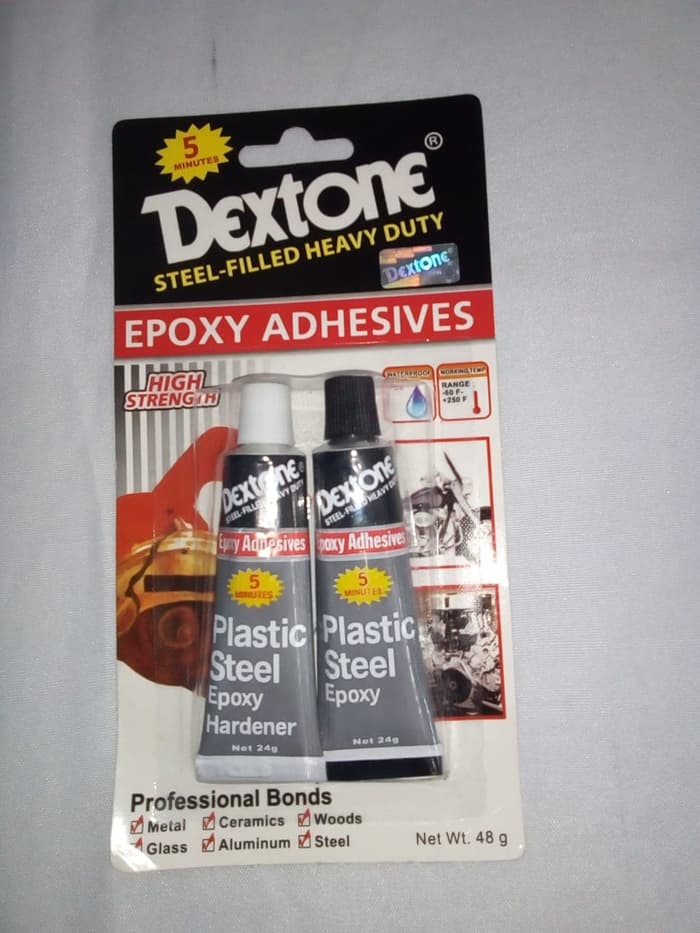 5
MINUTES
Dextone®
STEEL-FILLED HEAVY DUTY
Dextone
EPOXY ADHESIVES
HIGH
STRENGTH
WATERPROOF
WORKING TEMP
RANGE
-60 F-
+250 F
Dextone®
STEEL-FILLED HEAVY DUTY
Epoxy Adhesives
5
MINUTES
Plastic
Steel
Epoxy
Hardener
Net 24g
Dextone
STEEL-FILLED HEAVY DUTY
Epoxy Adhesives
5
MINUTES
Plastic
Steel
Epoxy
Net 24g
Professional Bonds
Metal Ceramics Woods
Glass Aluminum Steel
Net Wt. 48 g